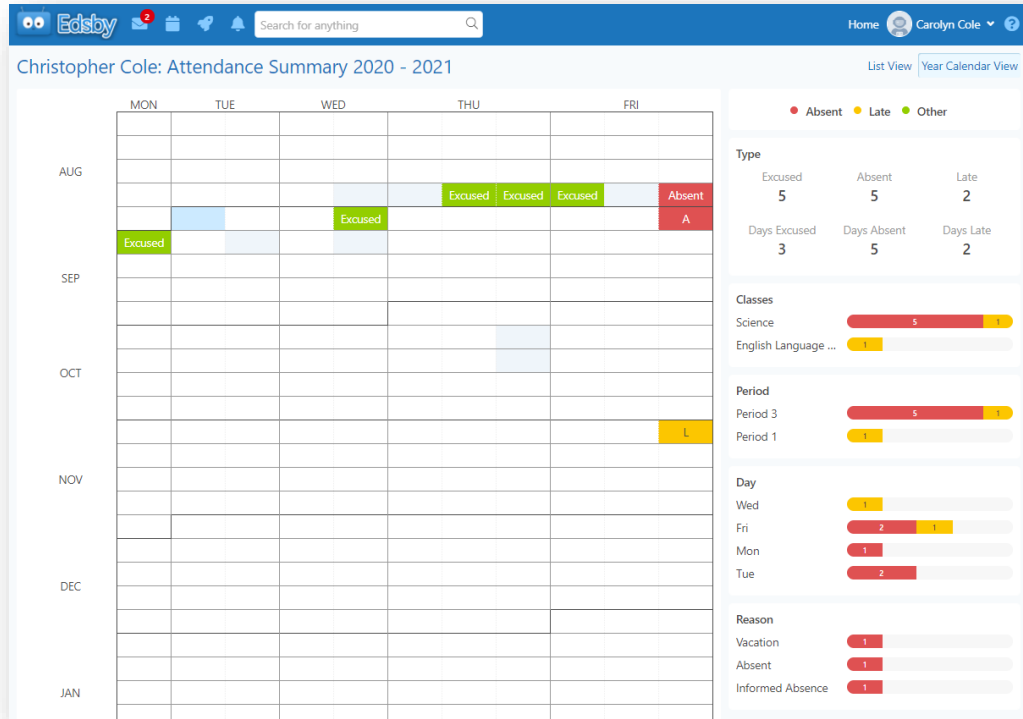 Edsby 2 Search for anything Home Carolyn Cole ?
Christopher Cole: Attendance Summary 2020 - 2021 List View Year Calendar View
MON TUE WED THU FRI
Absent Late Other
AUG
Excused Excused Excused Absent
Excused A
Excused
SEP
OCT
L
NOV
DEC
JAN
Type
Excused Absent Late
5 5 2
Days Excused Days Absent Days Late
3 5 2
Classes
Science 5 1
English Language ... 1
Period
Period 3 5 1
Period 1 1
Day
Wed 1
Fri 2 1
Mon 1
Tue 2
Reason
Vacation 1
Absent 1
Informed Absence 1